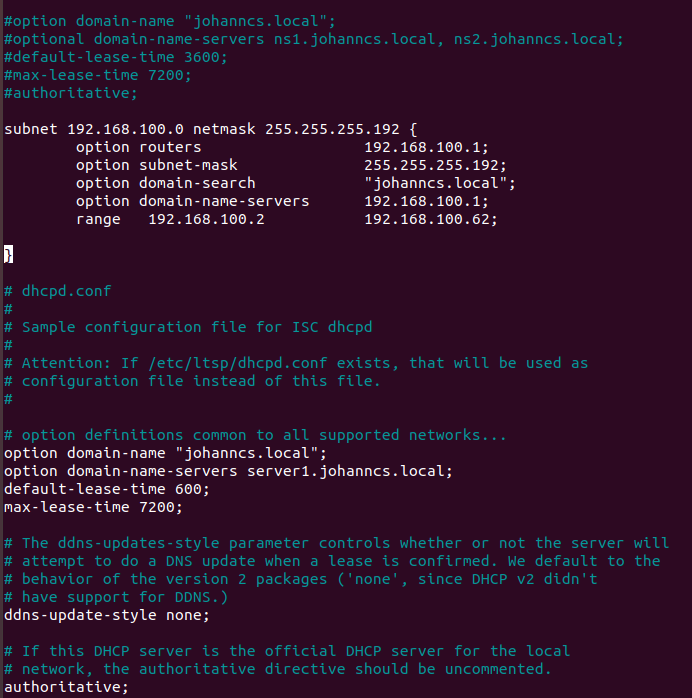 #option domain-name "johanncs.local";
#optional domain-name-servers ns1.johanncs.local, ns2.johanncs.local;
#default-lease-time 3600;
#max-lease-time 7200;
#authoritative;
subnet 192.168.100.0 netmask 255.255.255.192 {
option routers 192.168.100.1;
option subnet-mask 255.255.255.192;
option domain-search "johanncs.local";
option domain-name-servers 192.168.100.1;
range 192.168.100.2 192.168.100.62;
}
# dhcpd.conf
#
# Sample configuration file for ISC dhcpd
#
# Attention: If /etc/ltsp/dhcpd.conf exists, that will be used as
# configuration file instead of this file.
#
# option definitions common to all supported networks...
option domain-name "johanncs.local";
option domain-name-servers server1.johanncs.local;
default-lease-time 600;
max-lease-time 7200;
# The ddns-updates-style parameter controls whether or not the server will
# attempt to do a DNS update when a lease is confirmed. We default to the
# behavior of the version 2 packages ('none', since DHCP v2 didn't
# have support for DDNS.)
ddns-update-style none;
# If this DHCP server is the official DHCP server for the local
# network, the authoritative directive should be uncommented.
authoritative;